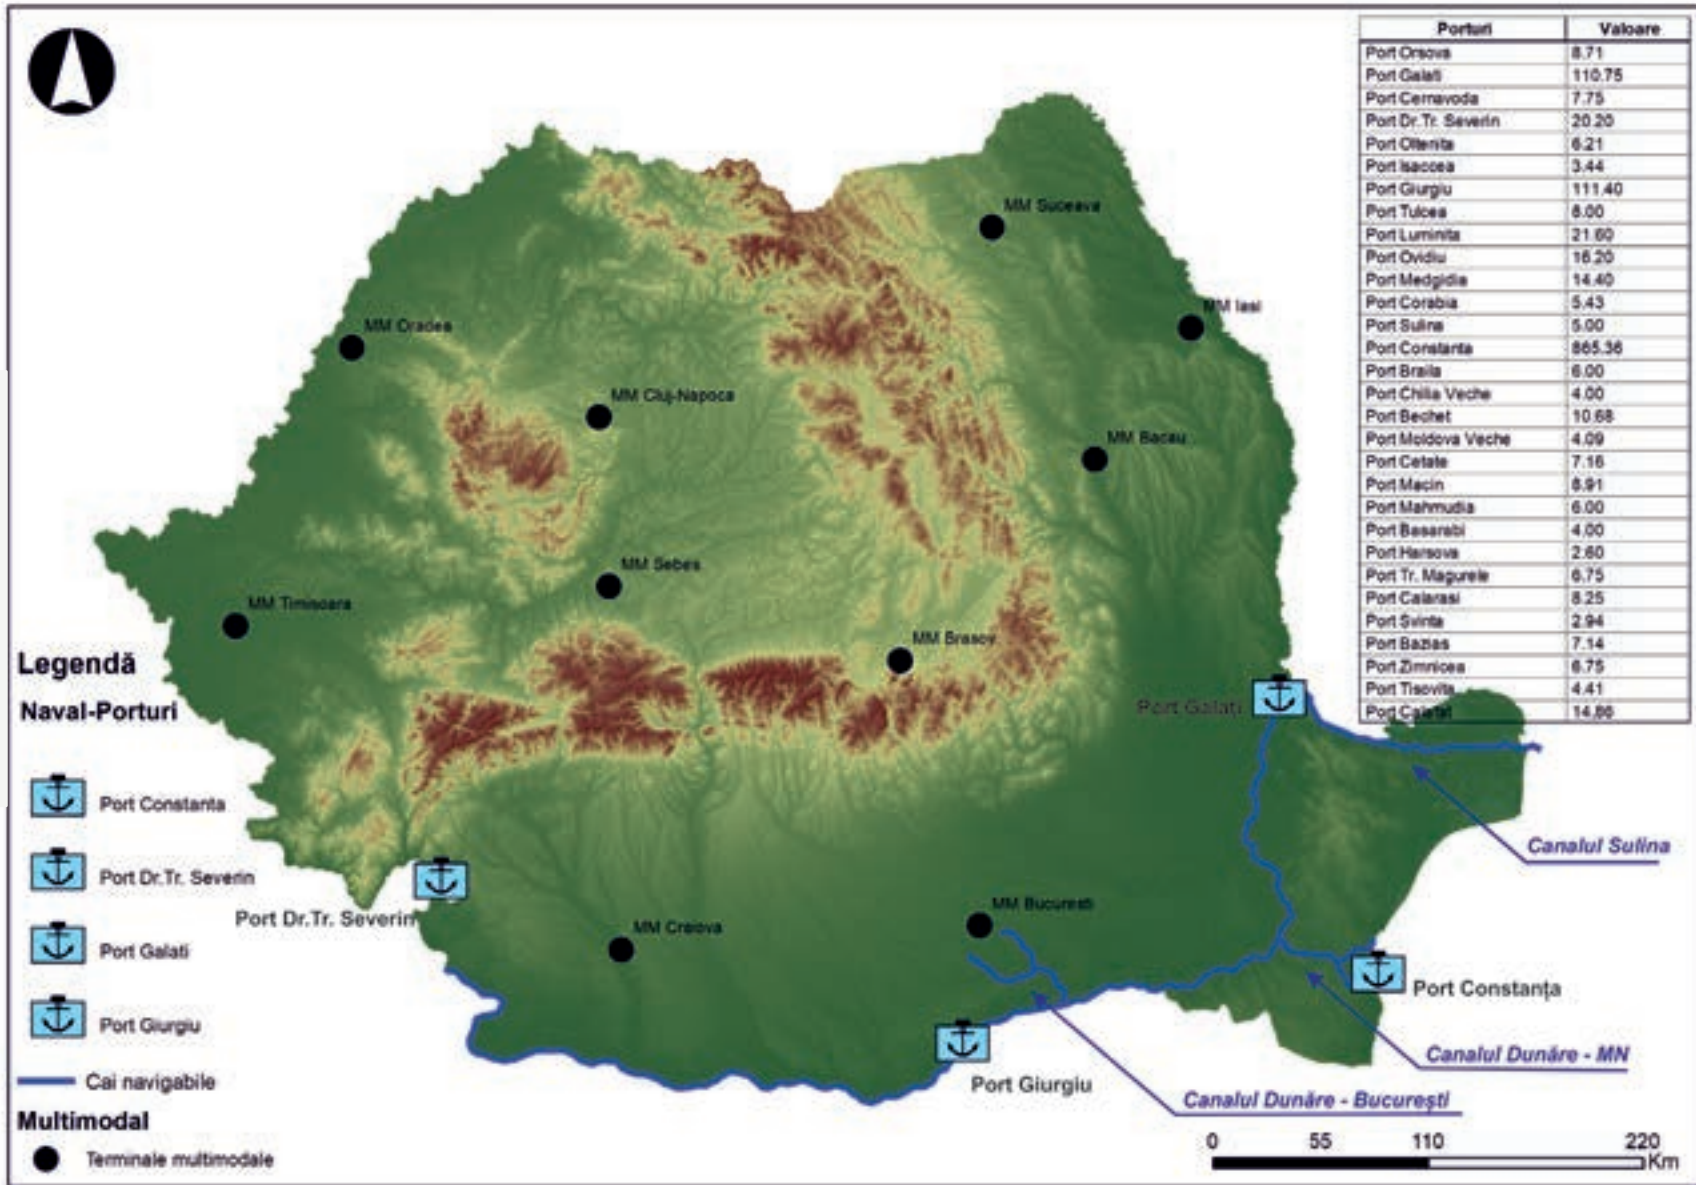 Porturi Valoare
Port Orsova 8.71
Port Galati 110.75
Port Cernavoda 7.75
Port Dr.Tr. Severin 20.20
Port Oltenita 6.21
Port Isaccea 3.44
Port Giurgiu 111.40
Port Tulcea 8.00
Port Luminita 21.60
Port Ovidiu 16.20
Port Medgidia 14.40
Port Corabia 5.43
Port Sulina 5.00
Port Constanta 865.36
Port Braila 6.00
Port Chilia Veche 4.00
Port Bechet 10.68
Port Moldova Veche 4.09
Port Cetate 7.16
Port Macin 8.91
Port Mahmudia 6.00
Port Basarabi 4.00
Port Harsova 2.60
Port Tr. Magurele 6.75
Port Calarasi 8.25
Port Svinta 2.94
Port Bazias 7.14
Port Zimnicea 6.75
Port Tisovita 4.41
Port Calafat 14.86
MM Suceava
MM Iasi
MM Oradea
MM Cluj-Napoca
MM Bacau
MM Sebes
MM Timisoara
MM Brasov
Port Galați
Canalul Sulina
Port Dr.Tr. Severin
MM Craiova
MM Bucuresti
Port Constanța
Canalul Dunăre - MN
Port Giurgiu
Canalul Dunăre - București
Legendă
Naval-Porturi
Port Constanta
Port Dr.Tr. Severin
Port Galati
Port Giurgiu
Cai navigabile
Multimodal
Terminale multimodale
0 55 110 220
Km